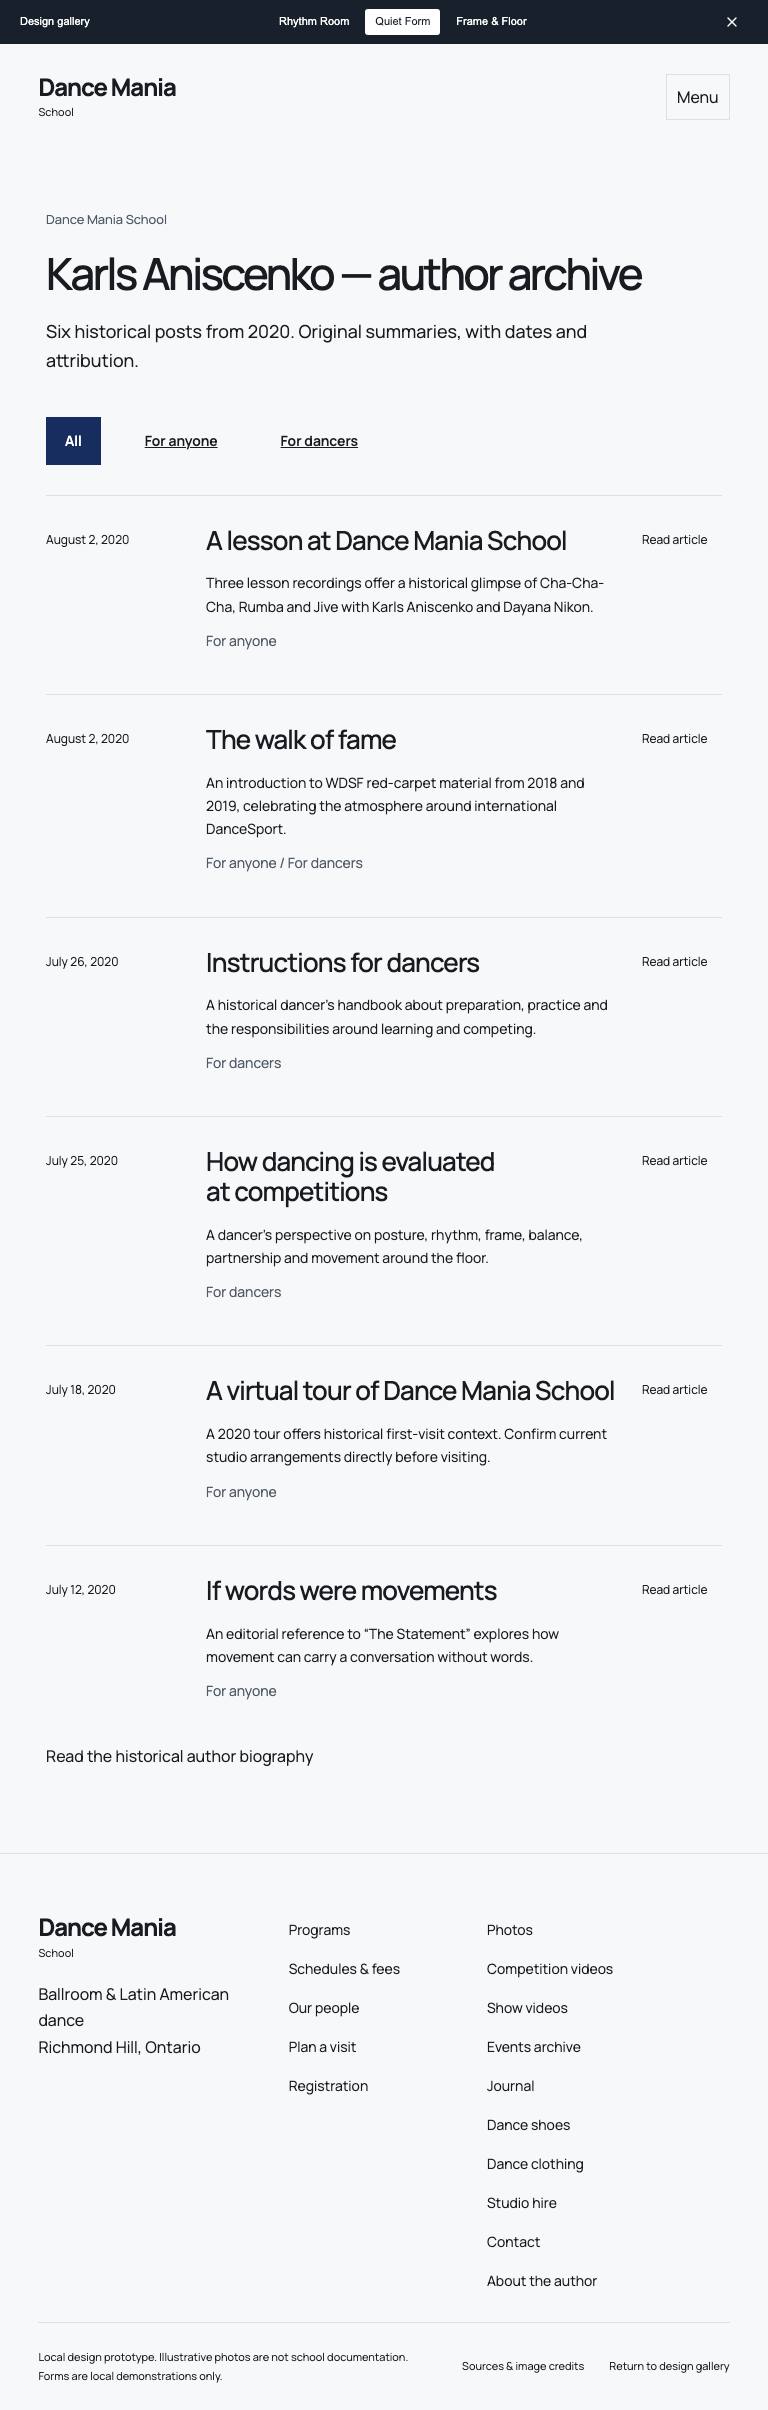 Design gallery
Rhythm Room
Quiet Form
Frame & Floor
×
Dance Mania
School
Menu
Dance Mania School
Karls Aniscenko — author archive
Six historical posts from 2020. Original summaries, with dates and
attribution.
All
For anyone
For dancers
August 2, 2020
A lesson at Dance Mania School
Read article
Three lesson recordings offer a historical glimpse of Cha-Cha-
Cha, Rumba and Jive with Karls Aniscenko and Dayana Nikon.
For anyone
August 2, 2020
The walk of fame
Read article
An introduction to WDSF red-carpet material from 2018 and
2019, celebrating the atmosphere around international
DanceSport.
For anyone / For dancers
July 26, 2020
Instructions for dancers
Read article
A historical dancer’s handbook about preparation, practice and
the responsibilities around learning and competing.
For dancers
July 25, 2020
How dancing is evaluated
at competitions
Read article
A dancer’s perspective on posture, rhythm, frame, balance,
partnership and movement around the floor.
For dancers
July 18, 2020
A virtual tour of Dance Mania School
Read article
A 2020 tour offers historical first-visit context. Confirm current
studio arrangements directly before visiting.
For anyone
July 12, 2020
If words were movements
Read article
An editorial reference to “The Statement” explores how
movement can carry a conversation without words.
For anyone
Read the historical author biography
Dance Mania
School
Ballroom & Latin American
dance
Richmond Hill, Ontario
Programs
Schedules & fees
Our people
Plan a visit
Registration
Photos
Competition videos
Show videos
Events archive
Journal
Dance shoes
Dance clothing
Studio hire
Contact
About the author
Local design prototype. Illustrative photos are not school documentation.
Forms are local demonstrations only.
Sources & image credits
Return to design gallery